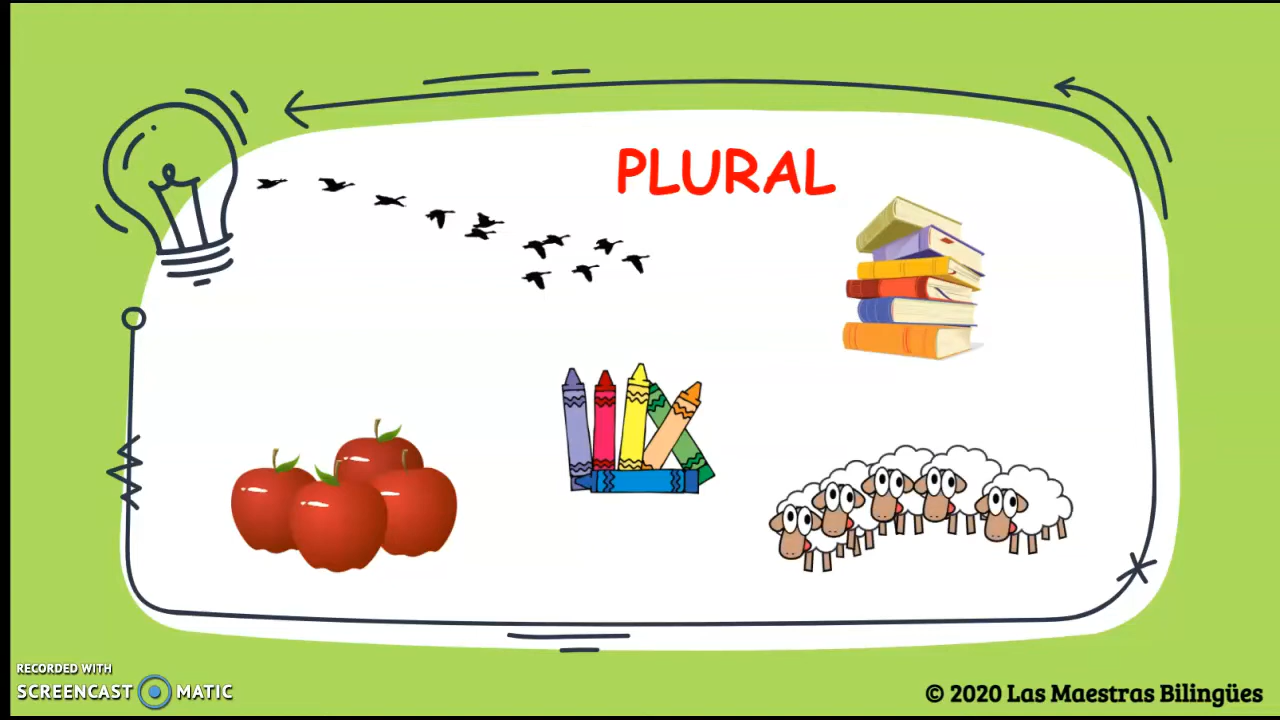 PLURAL
RECORDED WITH
SCREENCAST MATIC
© 2020 Las Maestras Bilingües